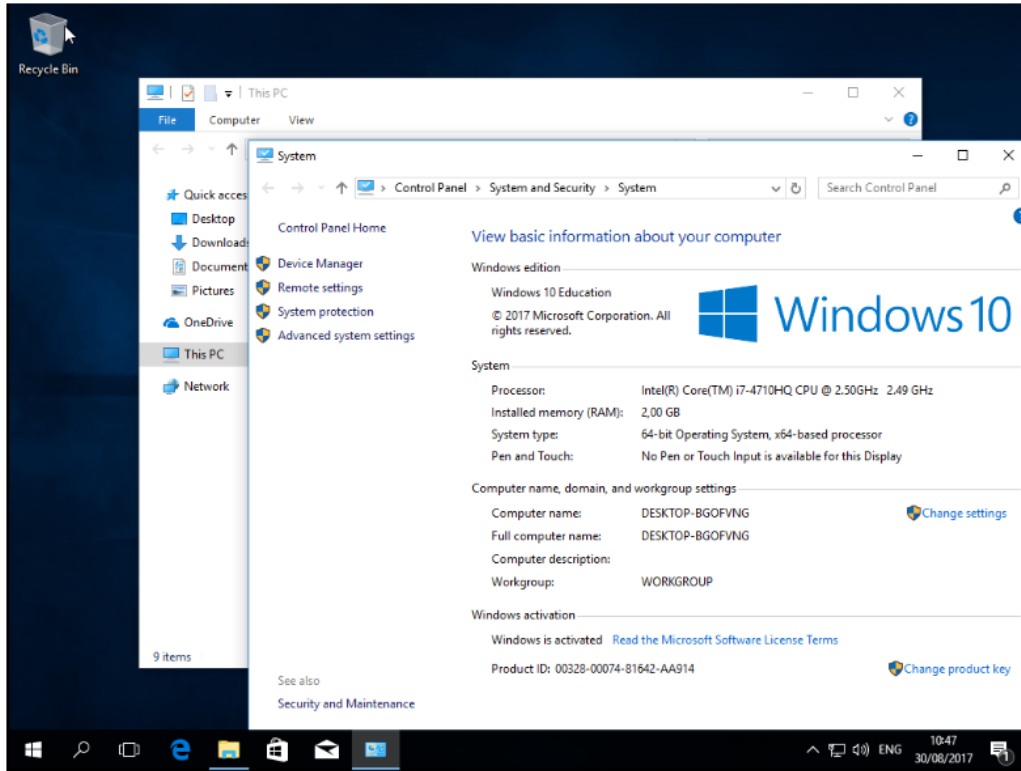 Recycle Bin
This PC
File Computer View
System
Control Panel > System and Security > System
Search Control Panel
Quick acces
Desktop
Download
Document
Pictures
OneDrive
This PC
Network
9 items
Control Panel Home
Device Manager
Remote settings
System protection
Advanced system settings
See also
Security and Maintenance
View basic information about your computer
Windows edition
Windows 10 Education
© 2017 Microsoft Corporation. All
rights reserved.
Windows 10
System
Processor: Intel(R) Core(TM) i7-4710HQ CPU @ 2.50GHz 2.49 GHz
Installed memory (RAM): 2,00 GB
System type: 64-bit Operating System, x64-based processor
Pen and Touch: No Pen or Touch Input is available for this Display
Computer name, domain, and workgroup settings
Computer name: DESKTOP-BGOFVNG
Change settings
Full computer name: DESKTOP-BGOFVNG
Computer description:
Workgroup: WORKGROUP
Windows activation
Windows is activated Read the Microsoft Software License Terms
Product ID: 00328-00074-81642-AA914
Change product key
ENG
10:47
30/08/2017
1